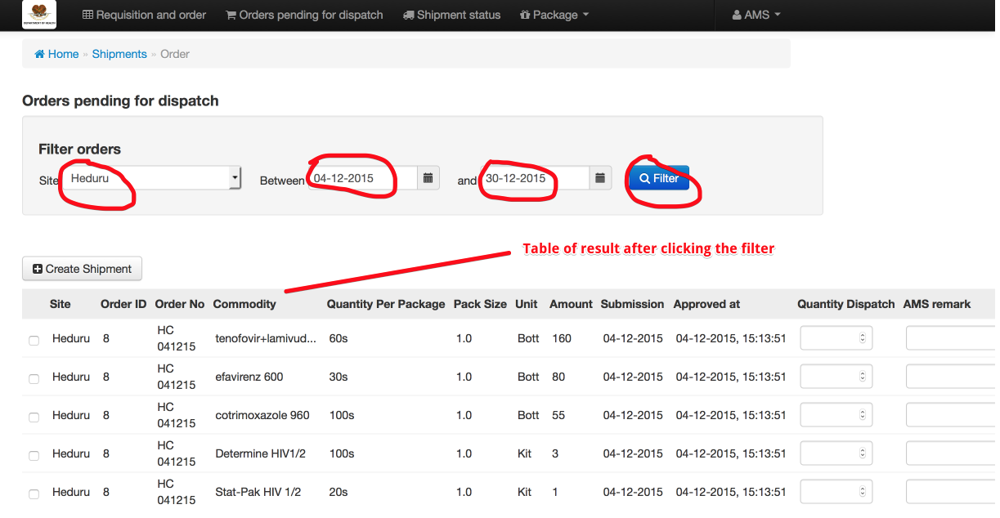 DEPARTMENT OF HEALTH
Requisition and order Orders pending for dispatch Shipment status Package AMS
Home » Shipments » Order
Orders pending for dispatch
Filter orders
Site Heduru Between 04-12-2015 and 30-12-2015 Filter
Table of result after clicking the filter
Create Shipment
Site Order ID Order No Commodity Quantity Per Package Pack Size Unit Amount Submission Approved at Quantity Dispatch AMS remark
Heduru 8 HC 041215 tenofovir+lamivud... 60s 1.0 Bott 160 04-12-2015 04-12-2015, 15:13:51
Heduru 8 HC 041215 efavirenz 600 30s 1.0 Bott 80 04-12-2015 04-12-2015, 15:13:51
Heduru 8 HC 041215 cotrimoxazole 960 100s 1.0 Bott 55 04-12-2015 04-12-2015, 15:13:51
Heduru 8 HC 041215 Determine HIV1/2 100s 1.0 Kit 3 04-12-2015 04-12-2015, 15:13:51
Heduru 8 HC 041215 Stat-Pak HIV 1/2 20s 1.0 Kit 1 04-12-2015 04-12-2015, 15:13:51